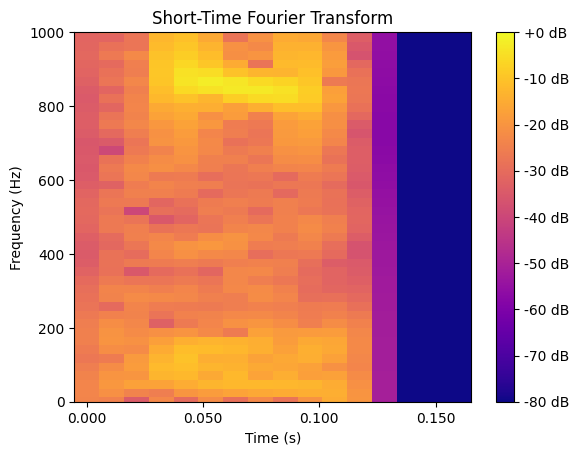 Short-Time Fourier Transform
1000
800
600
400
200
0
Frequency (Hz)
0.000
0.050
0.100
0.150
Time (s)
+0 dB
-10 dB
-20 dB
-30 dB
-40 dB
-50 dB
-60 dB
-70 dB
-80 dB